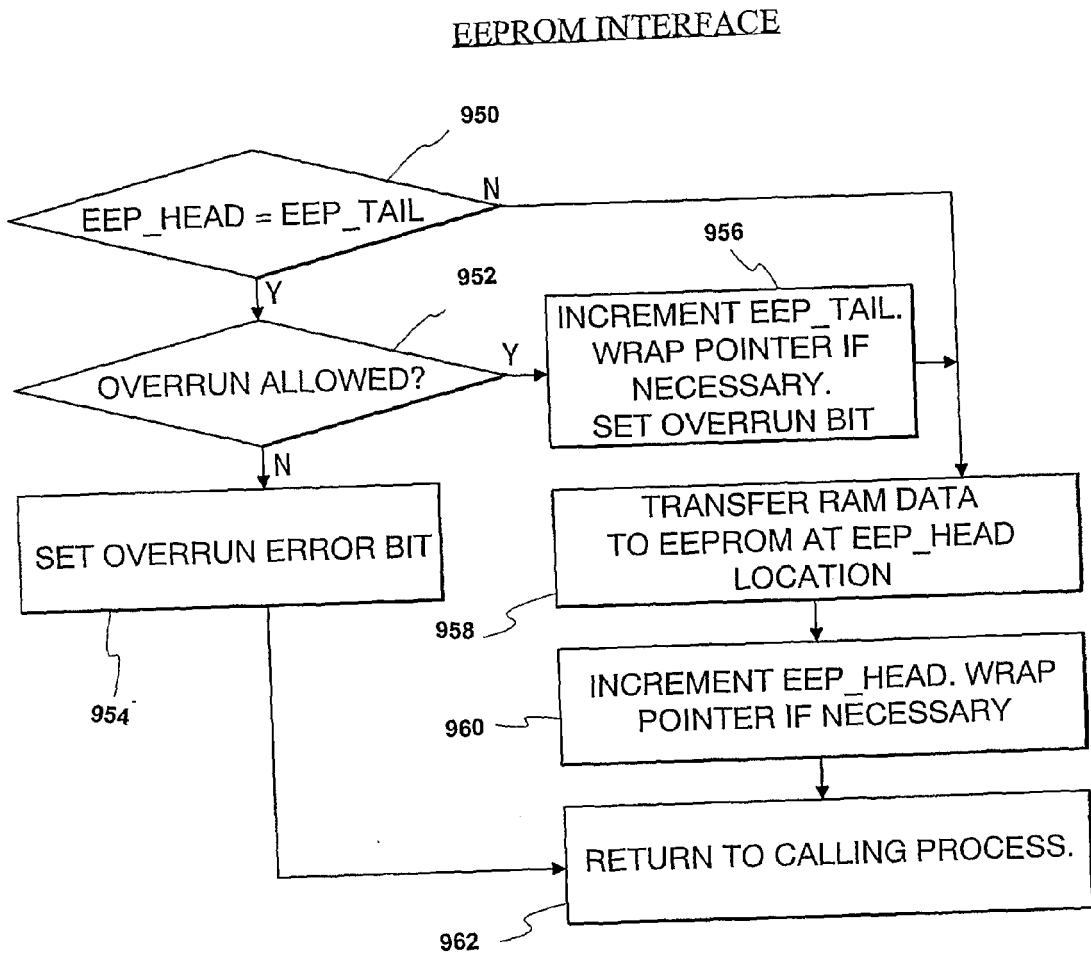 EEPROM INTERFACE
950
EEP_HEAD = EEP_TAIL
N
Y
952
OVERRUN ALLOWED?
Y
N
956
INCREMENT EEP_TAIL.
WRAP POINTER IF
NECESSARY.
SET OVERRUN BIT
SET OVERRUN ERROR BIT
954
TRANSFER RAM DATA
TO EEPROM AT EEP_HEAD
LOCATION
958
INCREMENT EEP_HEAD. WRAP
POINTER IF NECESSARY
960
RETURN TO CALLING PROCESS.
962